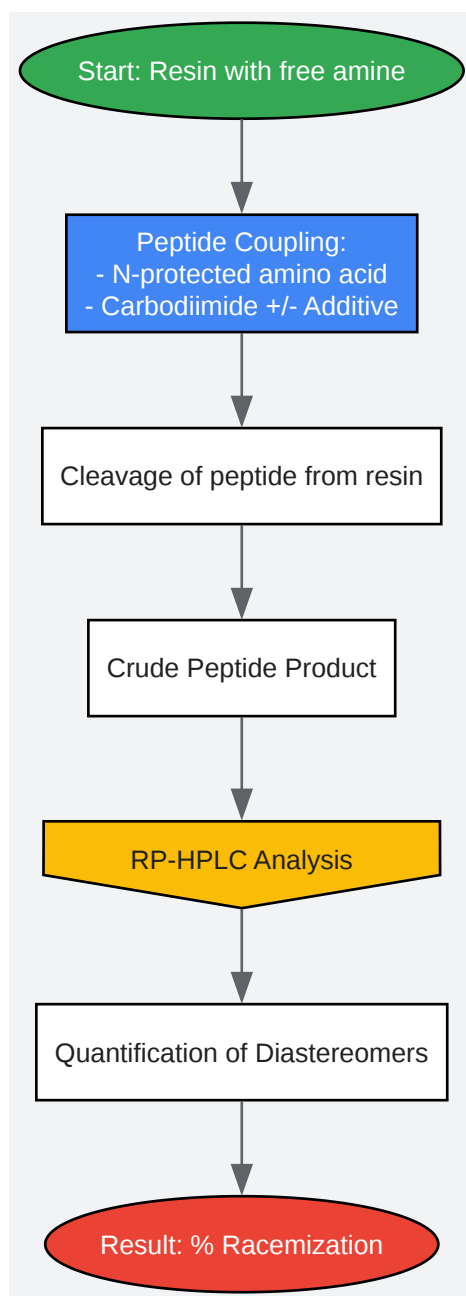 Start: Resin with free amine
Peptide Coupling:
- N-protected amino acid
- Carbodiimide +/- Additive
Cleavage of peptide from resin
Crude Peptide Product
RP-HPLC Analysis
Quantification of Diastereomers
Result: % Racemization